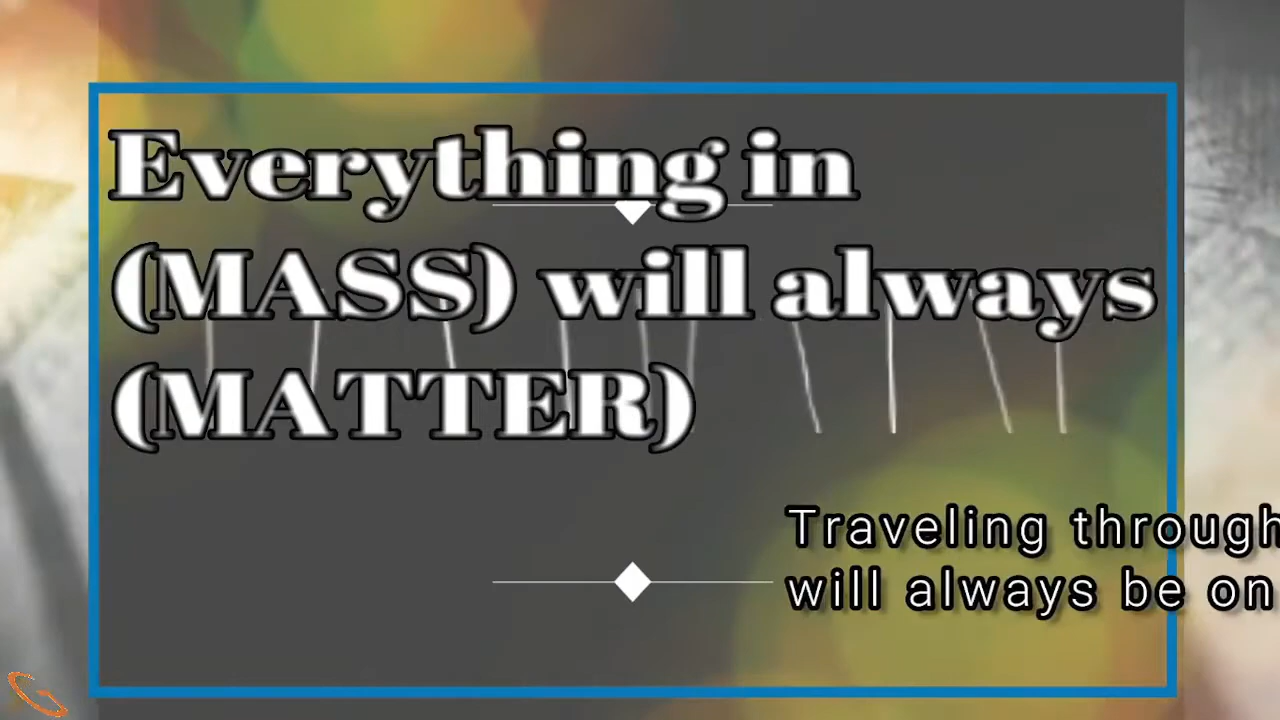 Everything in
(MASS) will always
(MATTER)
Traveling through
will always be on